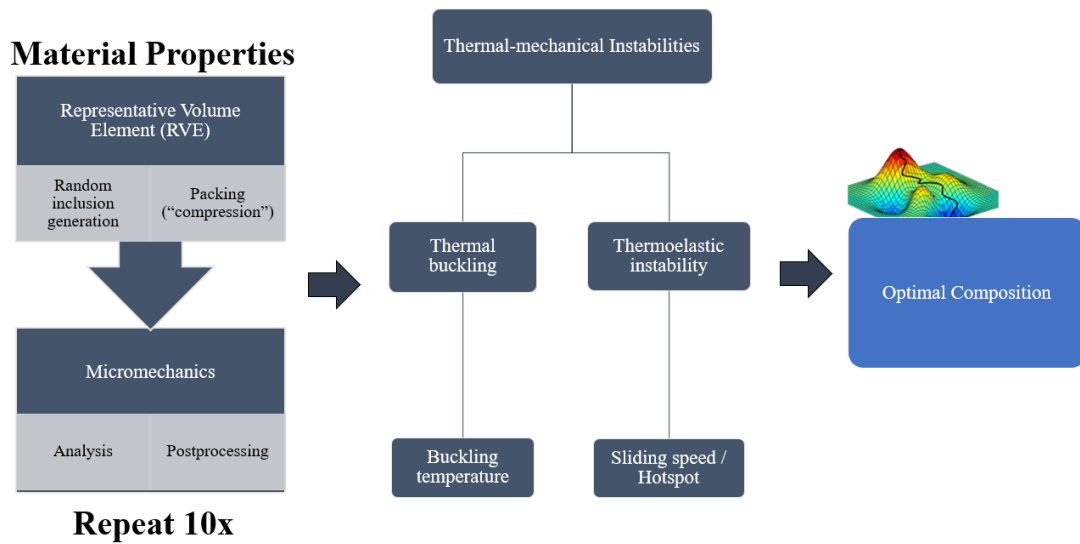 Material Properties
Representative Volume
Element (RVE)
Random
inclusion
generation
Packing
(“compression”)
Micromechanics
Analysis
Postprocessing
Repeat 10x
Thermal-mechanical Instabilities
Thermal
buckling
Thermoelastic
instability
Buckling
temperature
Sliding speed /
Hotspot
Optimal Composition